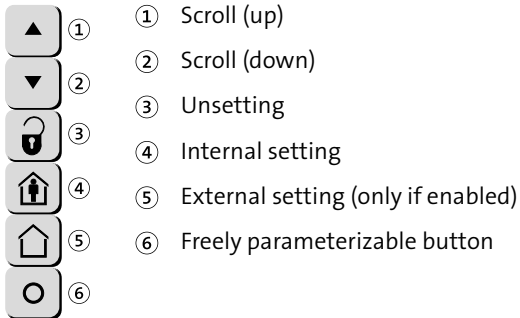 ① ① Scroll (up)
② ② Scroll (down)
③ ③ Unsetting
④ ④ Internal setting
⑤ ⑤ External setting (only if enabled)
⑥ ⑥ Freely parameterizable button